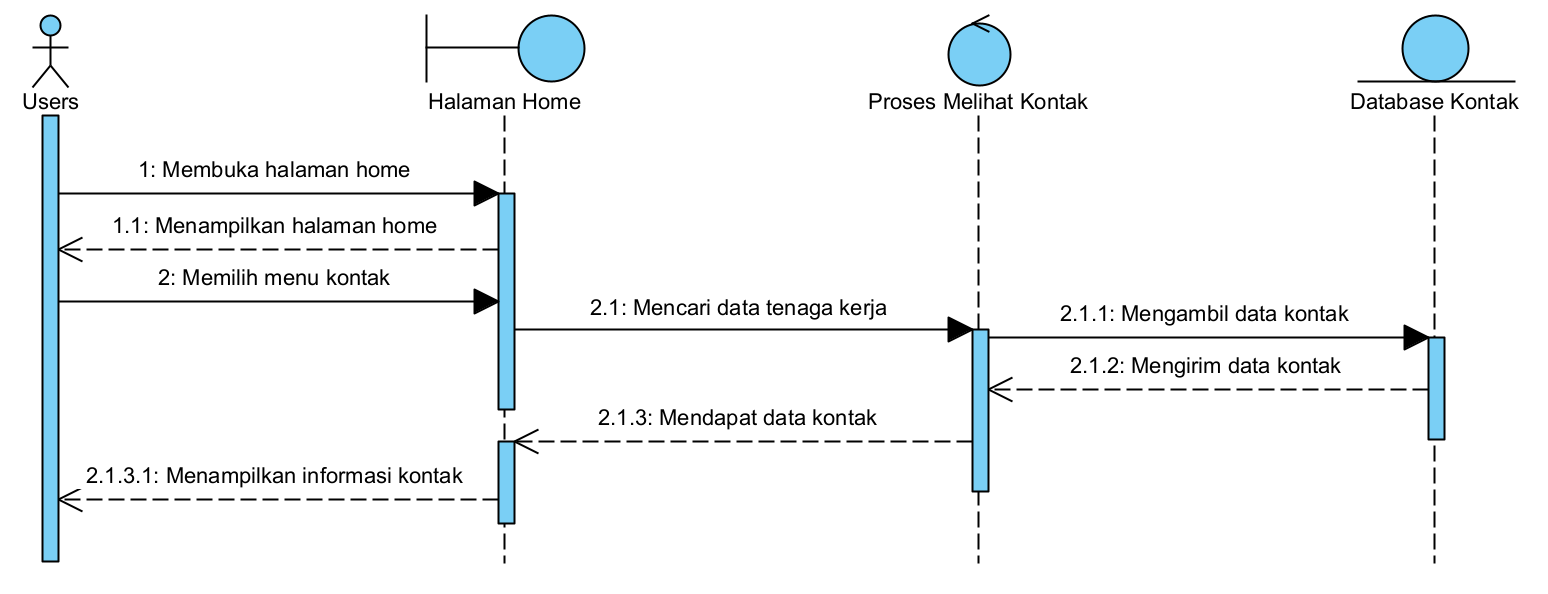 Users
Halaman Home
Proses Melihat Kontak
Database Kontak
1: Membuka halaman home
1.1: Menampilkan halaman home
2: Memilih menu kontak
2.1: Mencari data tenaga kerja
2.1.1: Mengambil data kontak
2.1.2: Mengirim data kontak
2.1.3: Mendapat data kontak
2.1.3.1: Menampilkan informasi kontak